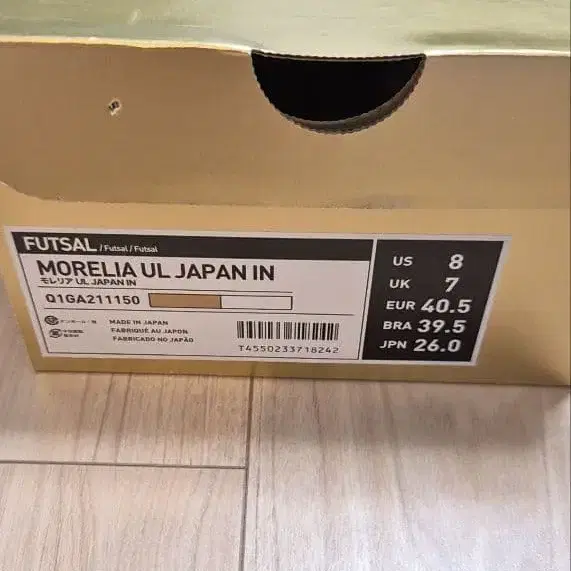 FUTSAL / Futsal / Futsal
MORELIA UL JAPAN IN
モレリア UL JAPAN IN
Q1GA211150
MADE IN JAPAN
FABRIQUÉ AU JAPON
FABRICADO NO JAPÃO
T4550233718242
US 8
UK 7
EUR 40.5
BRA 39.5
JPN 26.0